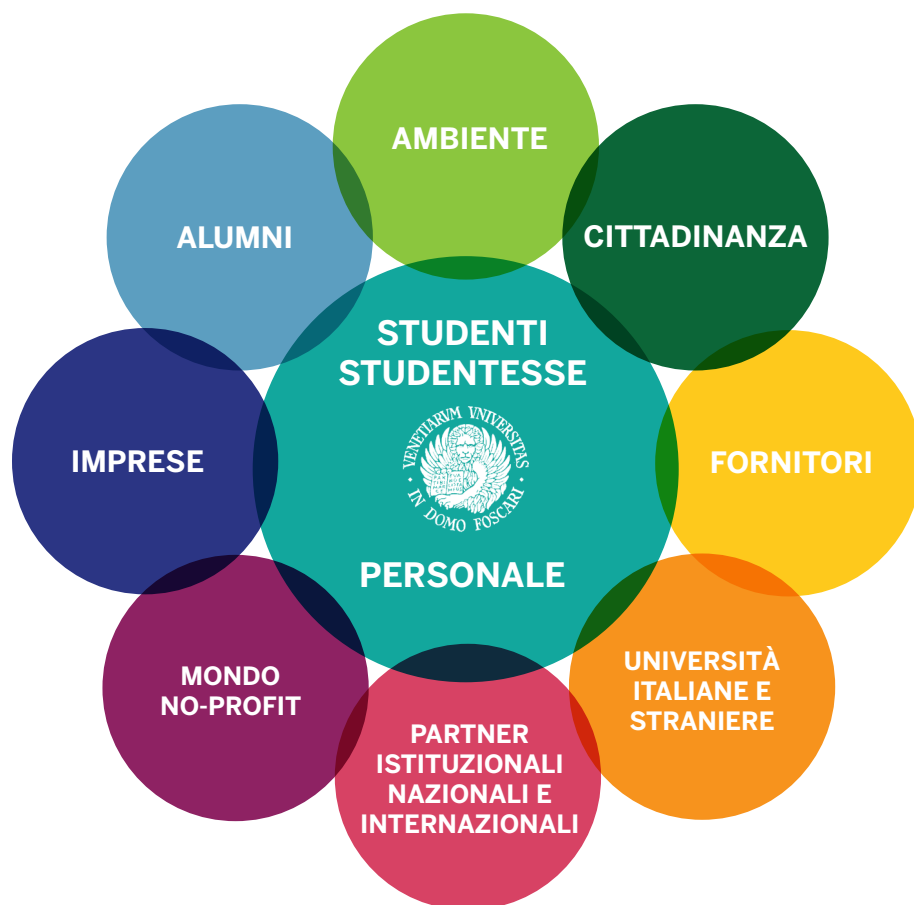 AMBIENTE
ALUMNI
CITTADINANZA
STUDENTI
STUDENTESSE
VENETIARVM VNIVERSITAS
IN DOMO FOSCARI
PERSONALE
IMPRESE
FORNITORI
MONDO
NO-PROFIT
UNIVERSITÀ
ITALIANE E
STRANIERE
PARTNER
ISTITUZIONALI
NAZIONALI E
INTERNAZIONALI